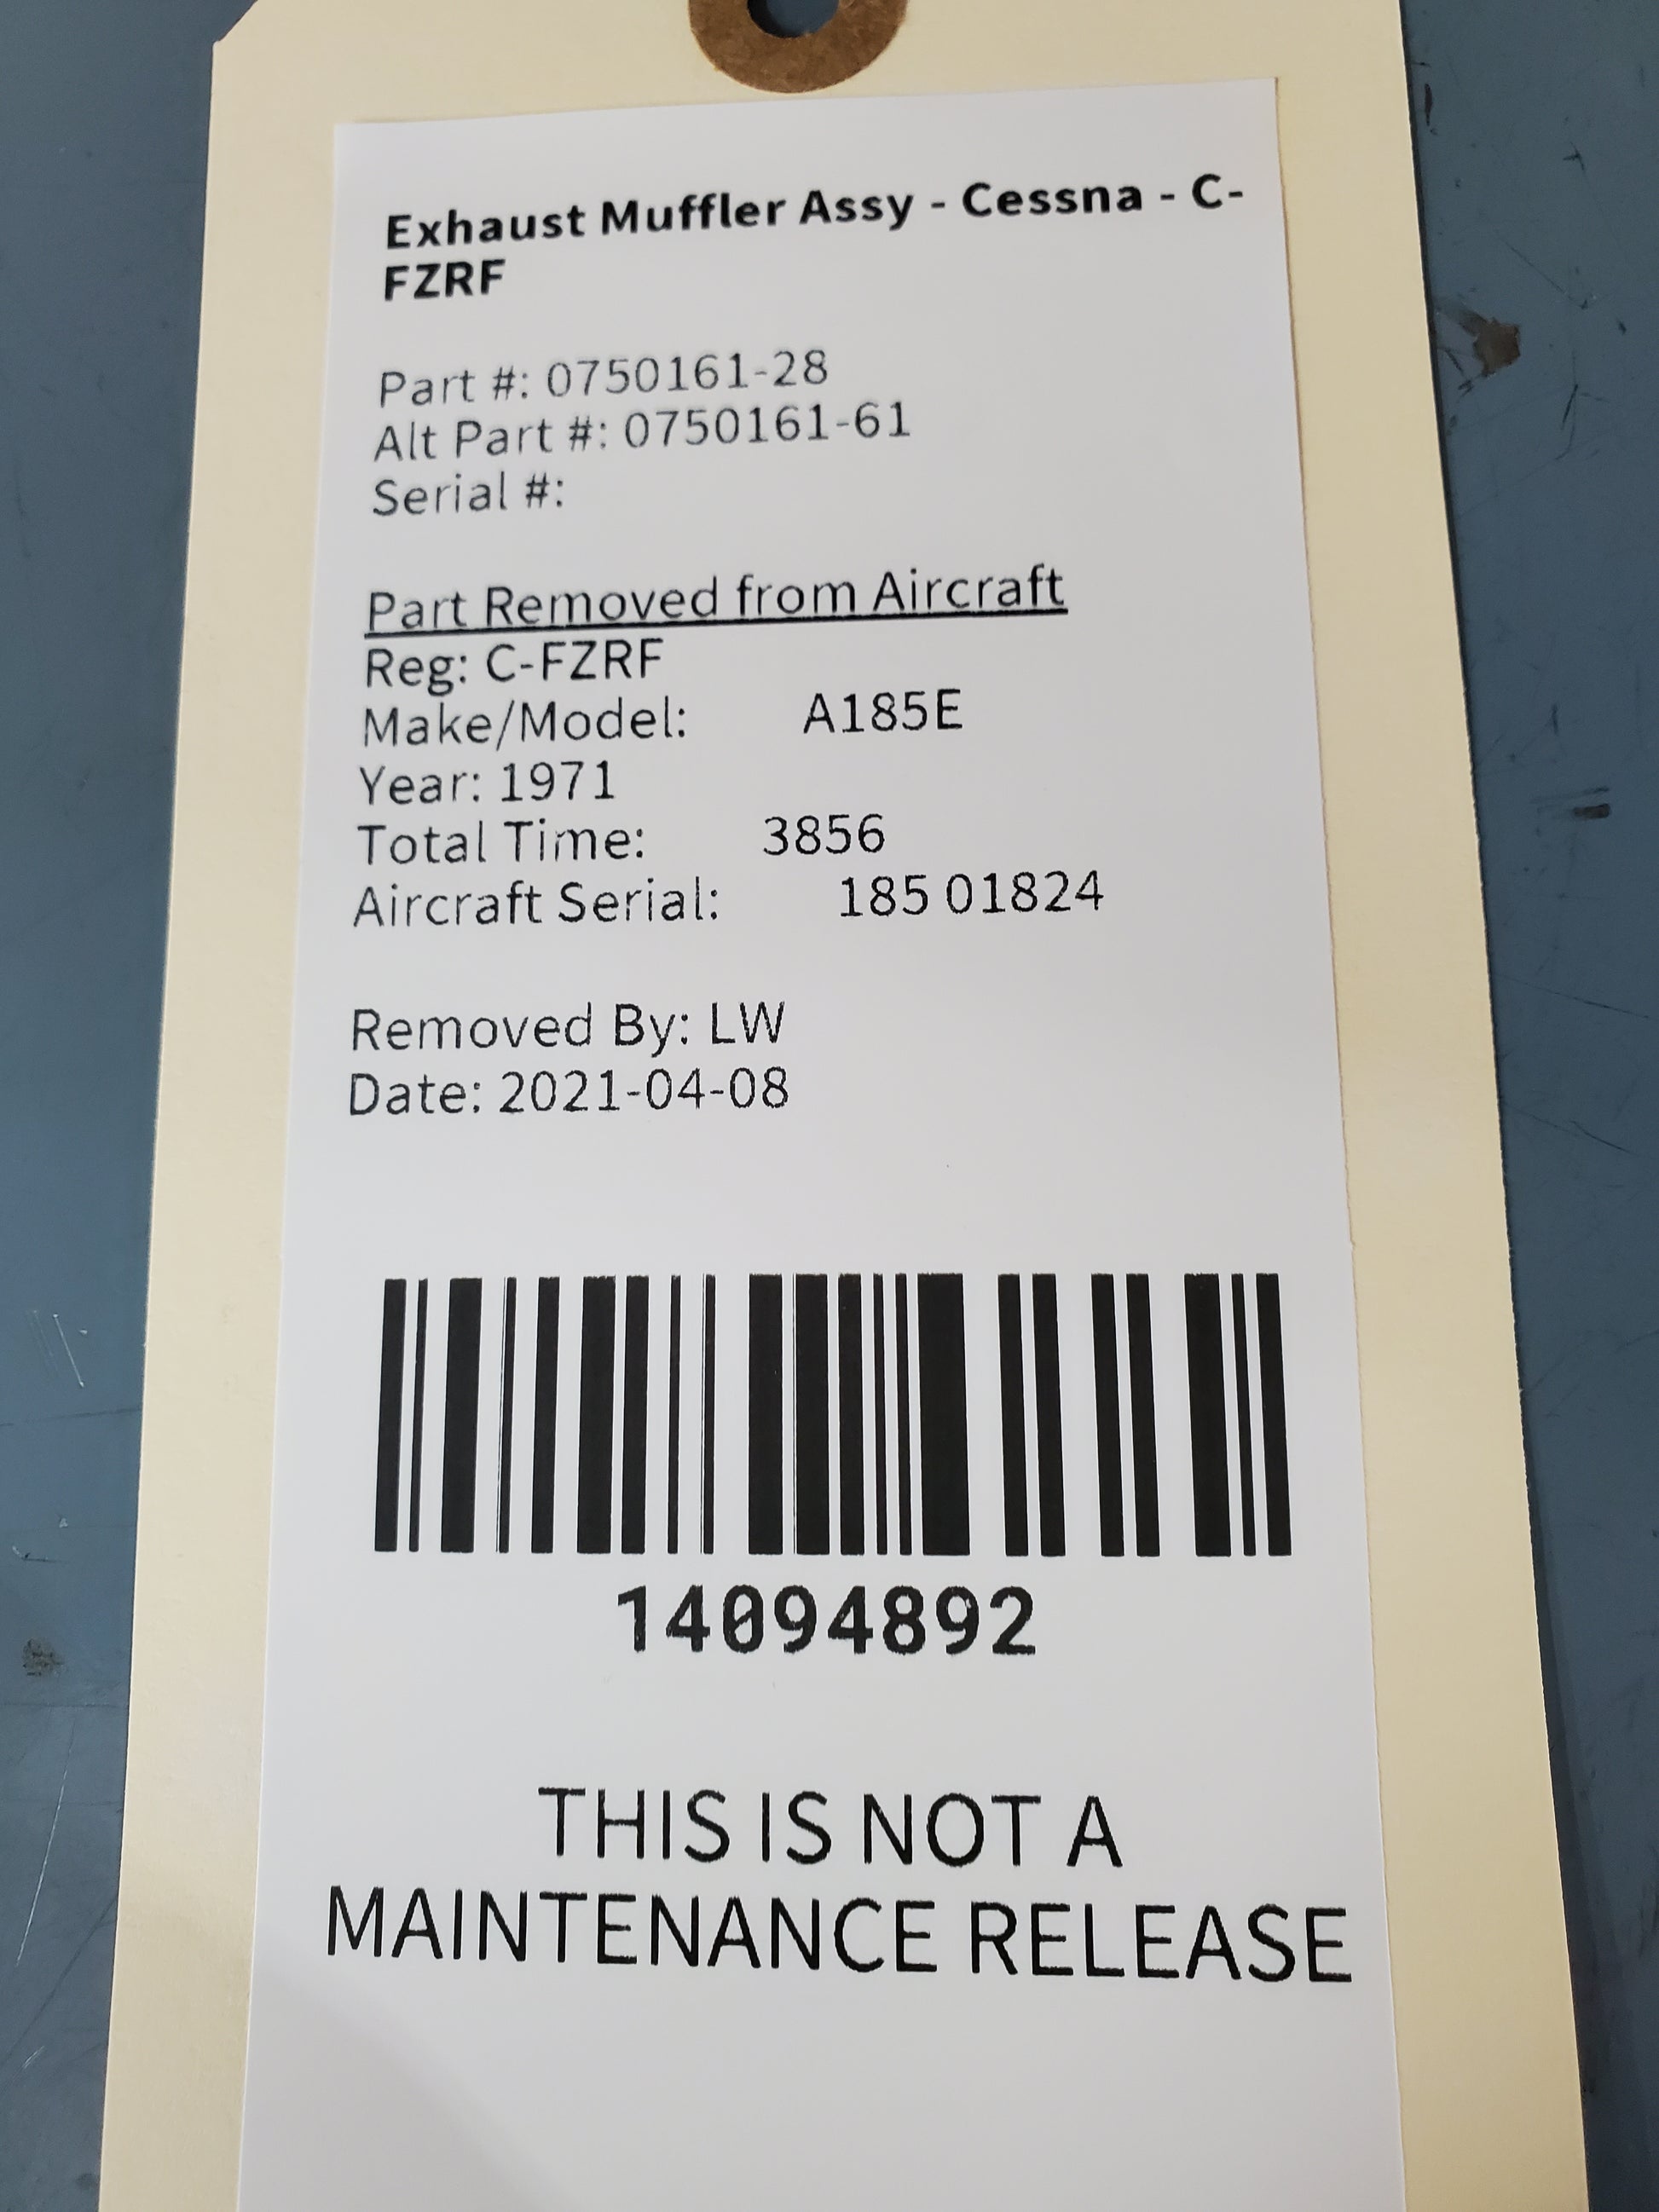 Exhaust Muffler Assy - Cessna - C-
FZRF
Part #: 0750161-28
Alt Part #: 0750161-61
Serial #:
Part Removed from Aircraft
Reg: C-FZRF
Make/Model: A185E
Year: 1971
Total Time: 3856
Aircraft Serial: 185 01824
Removed By: LW
Date: 2021-04-08
14094892
THIS IS NOT A
MAINTENANCE RELEASE